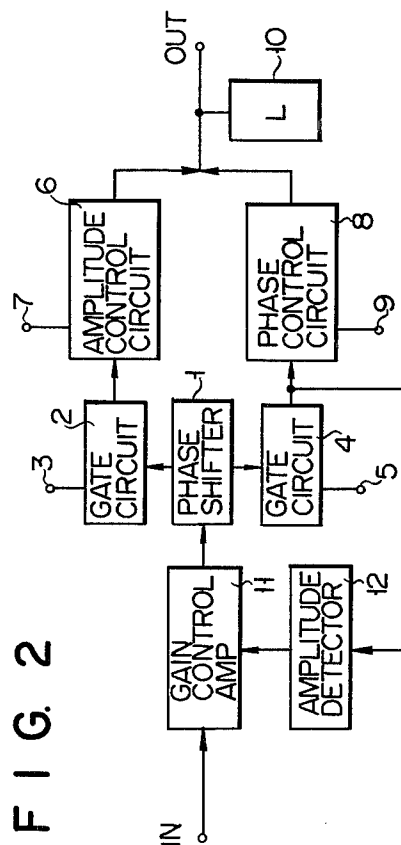 FIG. 2
IN
GAIN
CONTROL
AMP
11
AMPLITUDE
DETECTOR
12
3
GATE
CIRCUIT
2
PHASE
SHIFTER
1
GATE
CIRCUIT
4
5
7
AMPLITUDE
CONTROL
CIRCUIT
6
PHASE
CONTROL
CIRCUIT
8
9
OUT
L
10